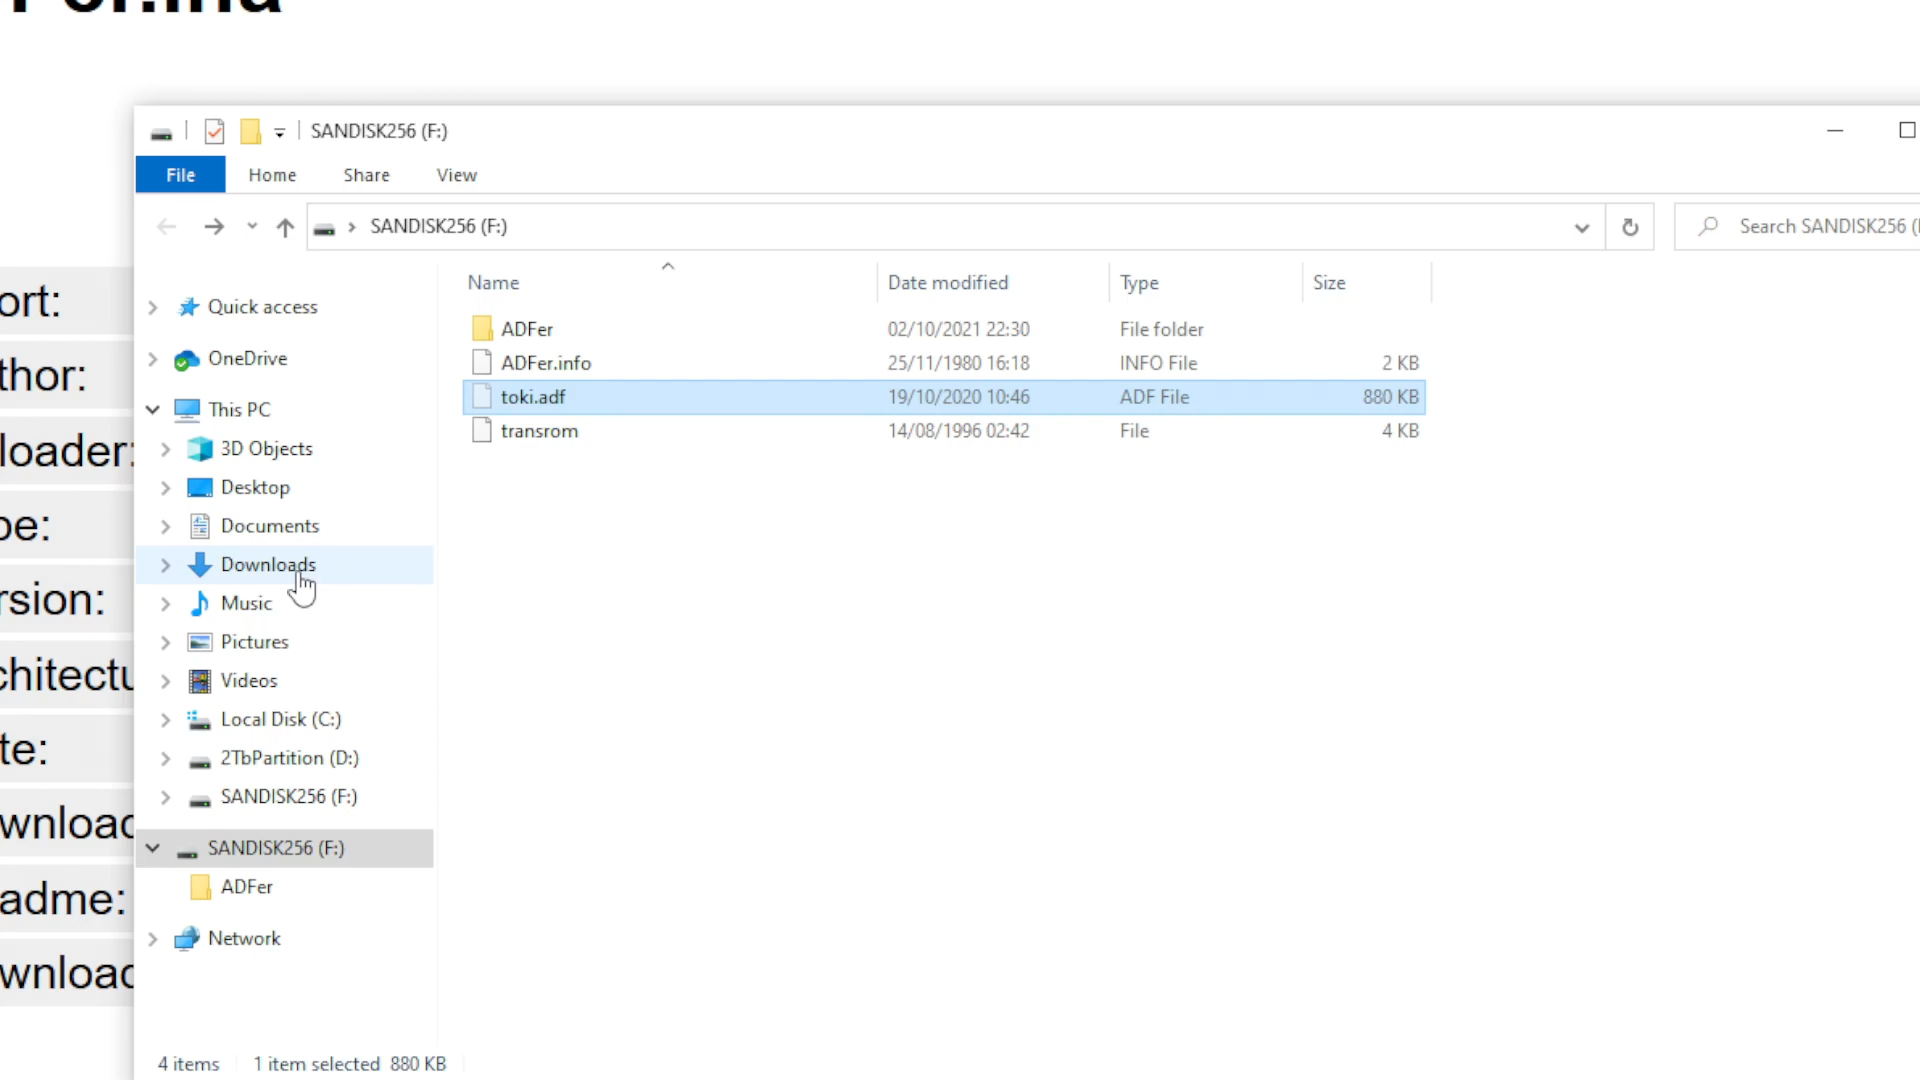 SANDISK256 (F:)
File Home Share View
SANDISK256 (F:)
Search SANDISK256 (
Name Date modified Type Size
ADFer 02/10/2021 22:30 File folder
ADFer.info 25/11/1980 16:18 INFO File 2 KB
toki.adf 19/10/2020 10:46 ADF File 880 KB
transrom 14/08/1996 02:42 File 4 KB
Quick access
OneDrive
This PC
3D Objects
Desktop
Documents
Downloads
Music
Pictures
Videos
Local Disk (C:)
2TbPartition (D:)
SANDISK256 (F:)
SANDISK256 (F:)
ADFer
Network
4 items 1 item selected 880 KB
ort:
thor:
loader:
pe:
rsion:
chitectu
te:
wnload
adme:
wnload